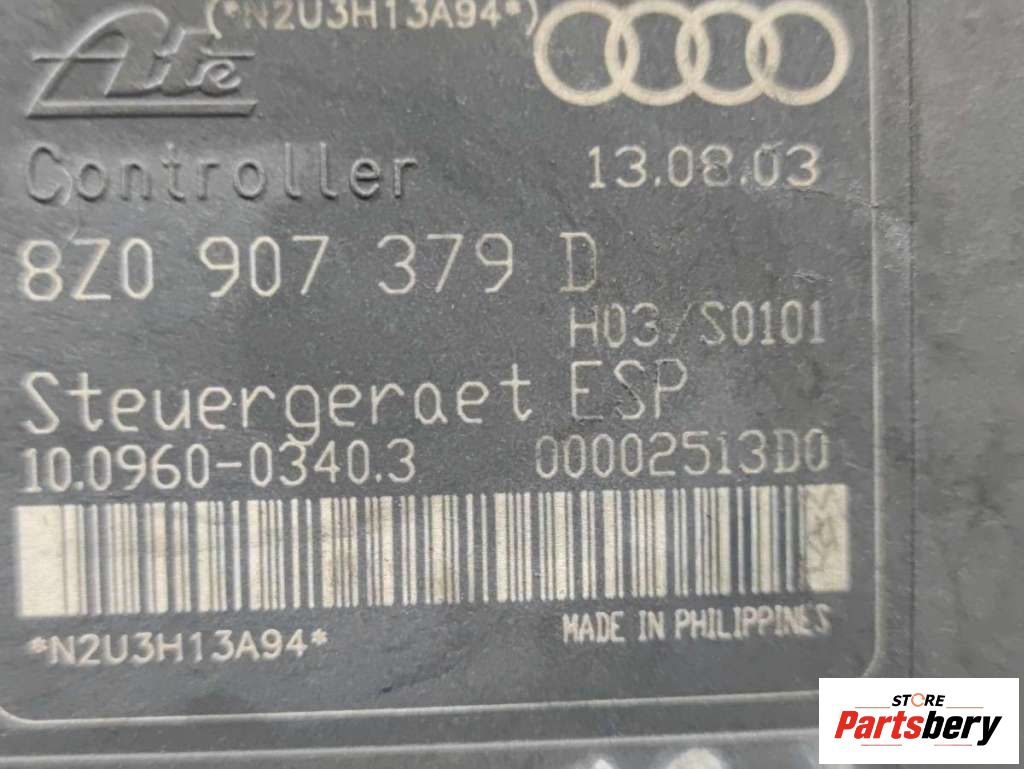 (*N2U3H13A94*)
Ate
Controller 13.08.03
8Z0 907 379 D
H03/S0101
Steuergeraet ESP
10.0960-0340.3 00002513D0
*N2U3H13A94*
MADE IN PHILIPPINES
STORE
Partsbery